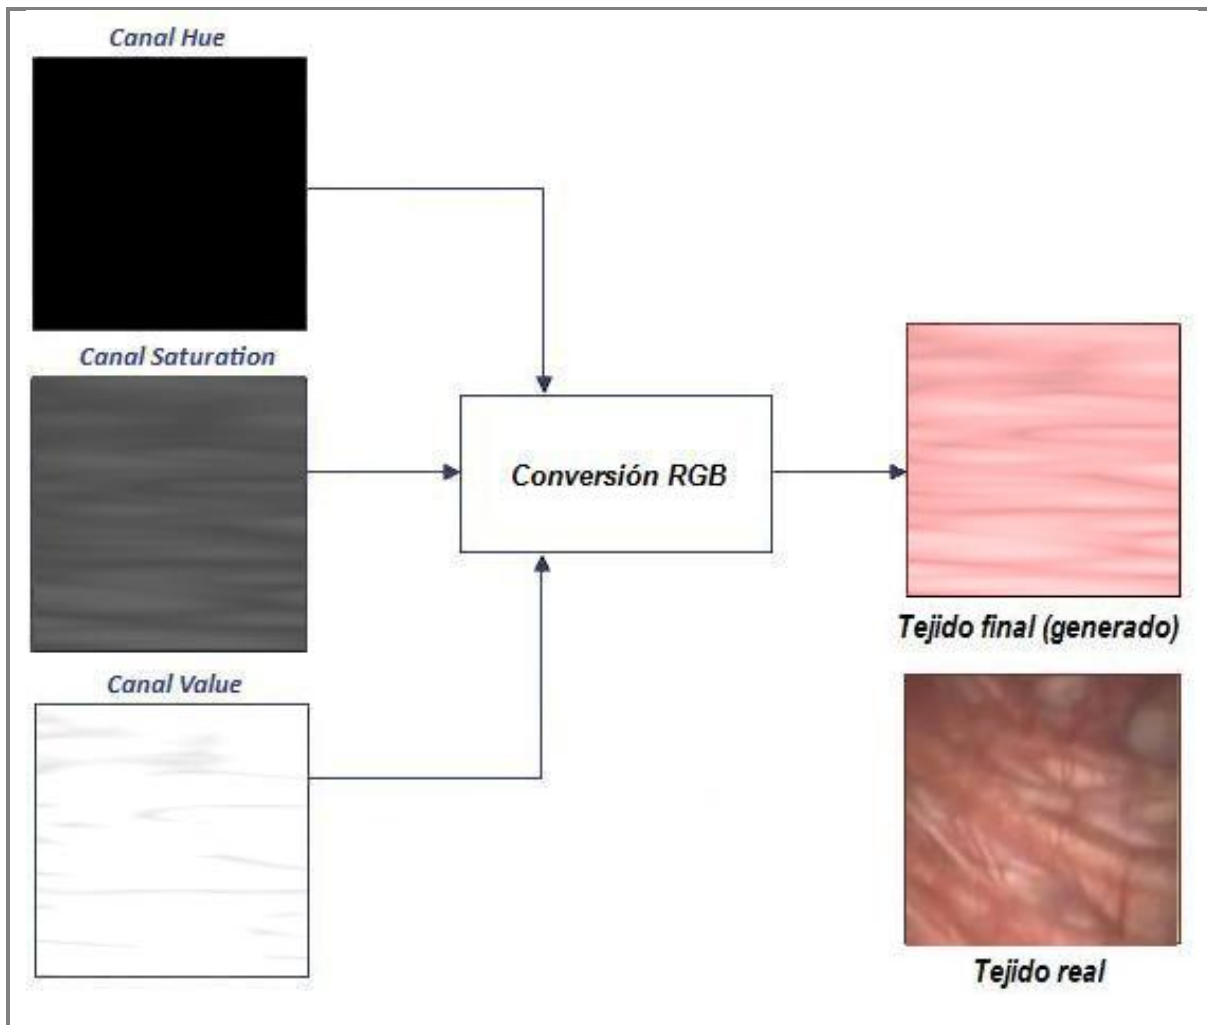 Canal Hue
Canal Saturation
Conversión RGB
Tejido final (generado)
Canal Value
Tejido real